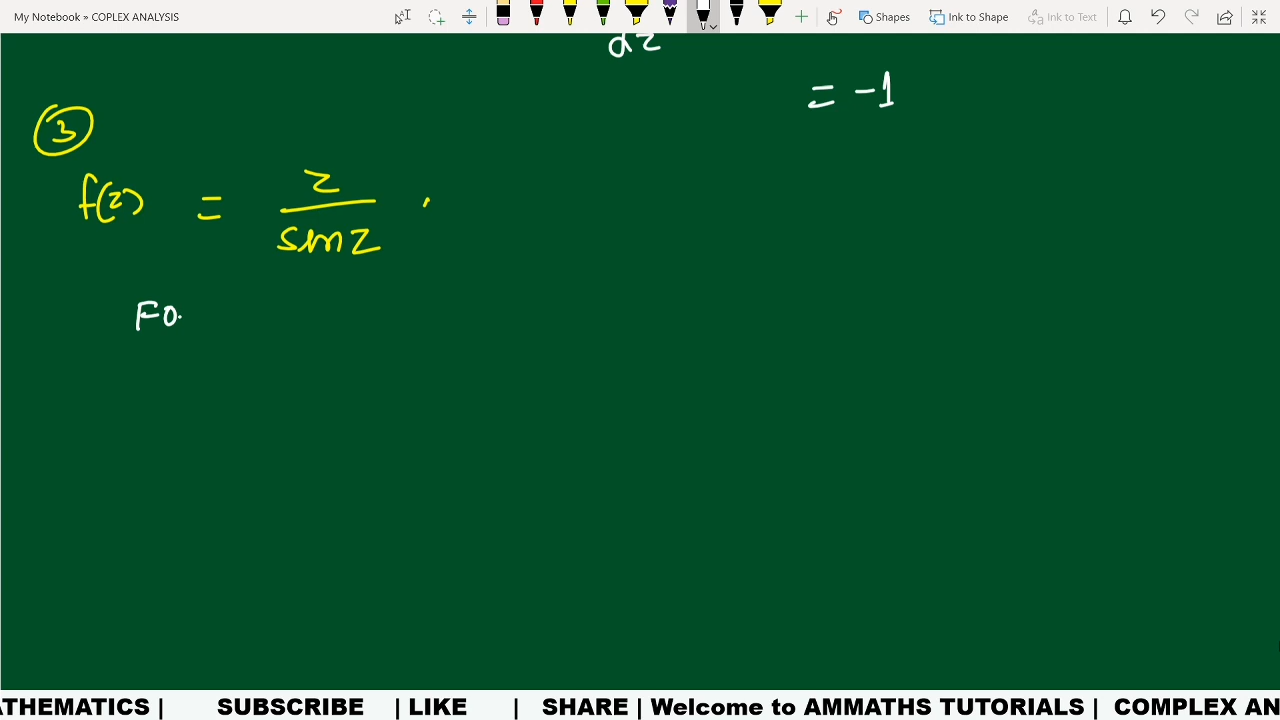 My Notebook » COPLEX ANALYSIS
Shapes
Ink to Shape
Ink to Text
dz
= -1
3
f(z) = z / sin z .
Fo
ATHEMATICS | SUBSCRIBE | LIKE | SHARE | Welcome to AMMATHS TUTORIALS | COMPLEX AN